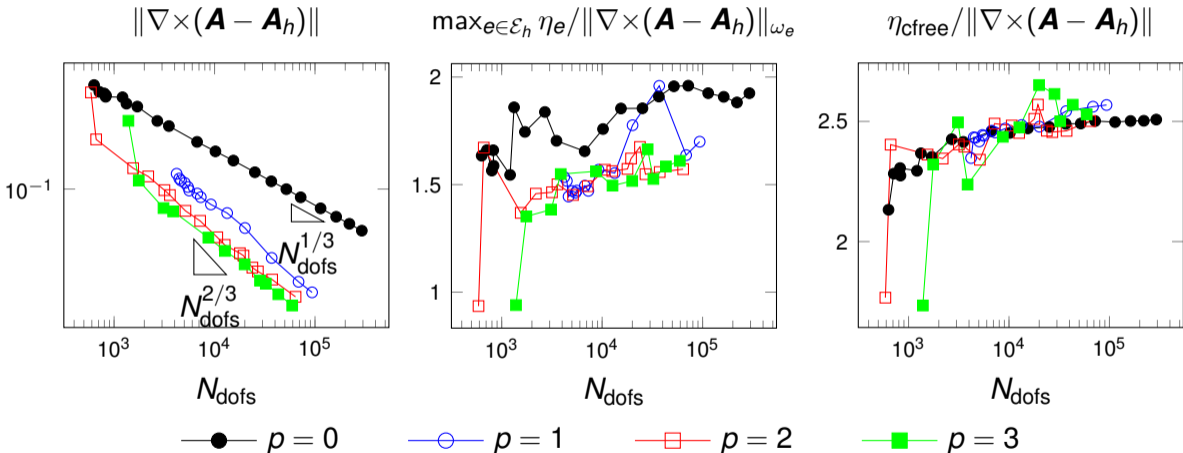 ‖∇×(A − A_h)‖
max_{e∈ℰ_h} η_e/‖∇×(A − A_h)‖_{ω_e}
η_cfree/‖∇×(A − A_h)‖
10^{-1}
N_dofs^{1/3}
N_dofs^{2/3}
10^3 10^4 10^5
N_dofs
2
1.5
1
10^3 10^4 10^5
N_dofs
2.5
2
10^3 10^4 10^5
N_dofs
p = 0 p = 1 p = 2 p = 3